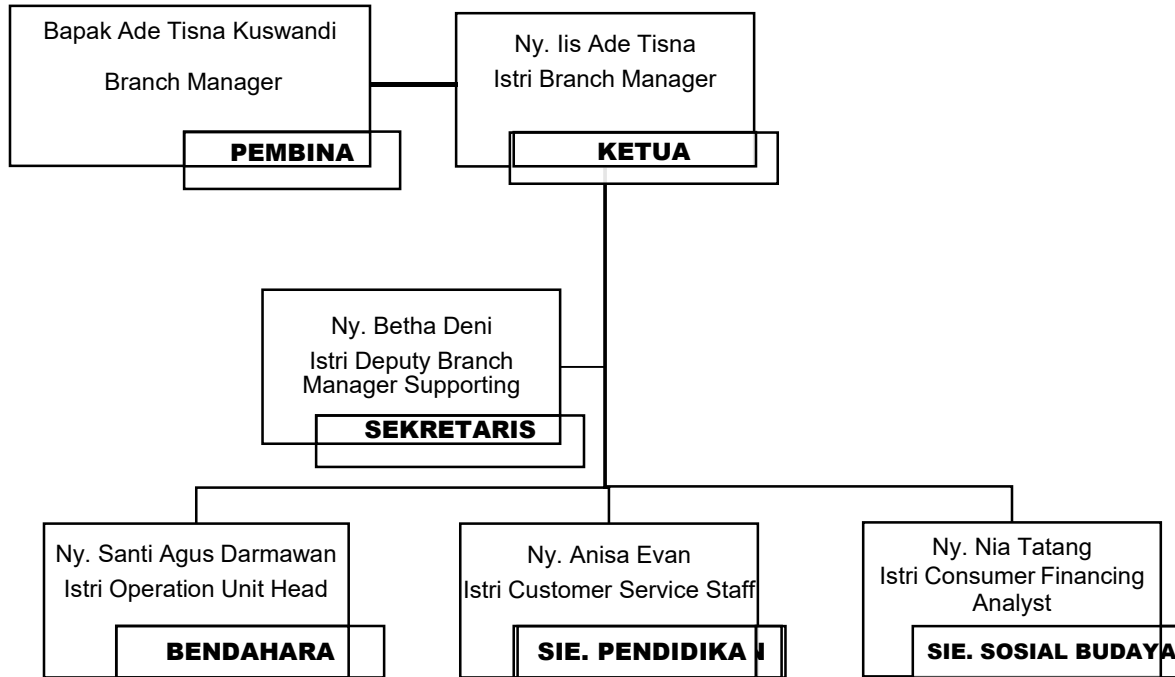 Bapak Ade Tisna Kuswandi
Branch Manager
PEMBINA
Ny. Iis Ade Tisna
Istri Branch Manager
KETUA
Ny. Betha Deni
Istri Deputy Branch
Manager Supporting
SEKRETARIS
Ny. Santi Agus Darmawan
Istri Operation Unit Head
BENDAHARA
Ny. Anisa Evan
Istri Customer Service Staff
SIE. PENDIDIKAN
Ny. Nia Tatang
Istri Consumer Financing
Analyst
SIE. SOSIAL BUDAYA